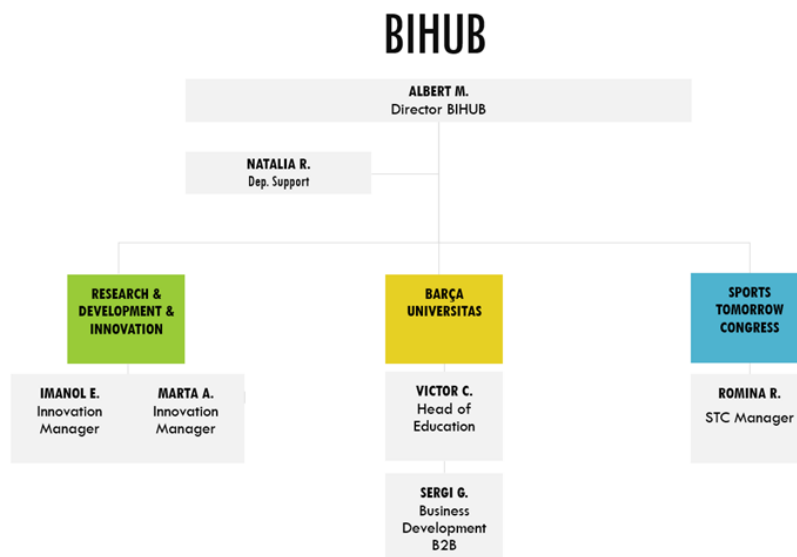 BIHUB
ALBERT M.
Director BIHUB
NATALIA R.
Dep. Support
RESEARCH &
DEVELOPMENT &
INNOVATION
BARÇA
UNIVERSITAS
SPORTS
TOMORROW
CONGRESS
IMANOL E.
Innovation
Manager
MARTA A.
Innovation
Manager
VICTOR C.
Head of
Education
ROMINA R.
STC Manager
SERGI G.
Business
Development
B2B